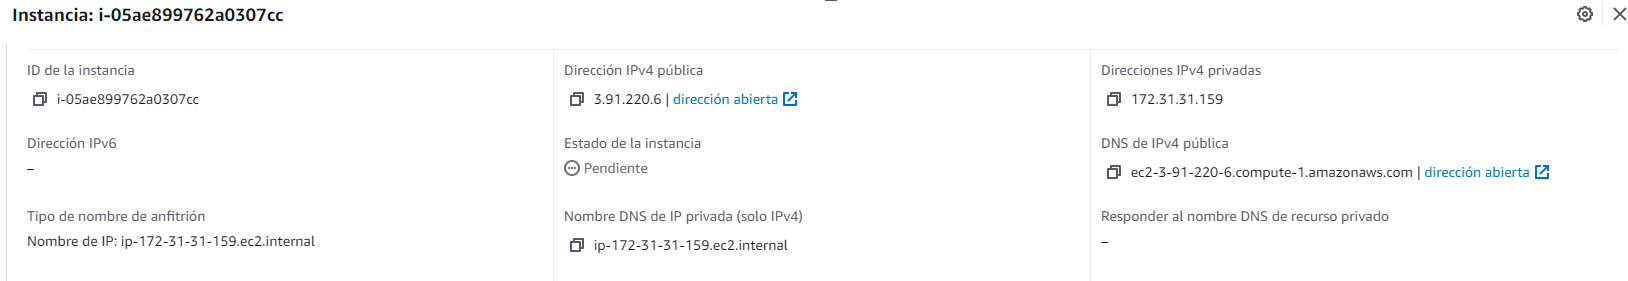 Instancia: i-05ae899762a0307cc
ID de la instancia
i-05ae899762a0307cc
Dirección IPv4 pública
3.91.220.6 | dirección abierta
Direcciones IPv4 privadas
172.31.31.159
Dirección IPv6
–
Estado de la instancia
Pendiente
DNS de IPv4 pública
ec2-3-91-220-6.compute-1.amazonaws.com | dirección abierta
Tipo de nombre de anfitrión
Nombre de IP: ip-172-31-31-159.ec2.internal
Nombre DNS de IP privada (solo IPv4)
ip-172-31-31-159.ec2.internal
Responder al nombre DNS de recurso privado
–